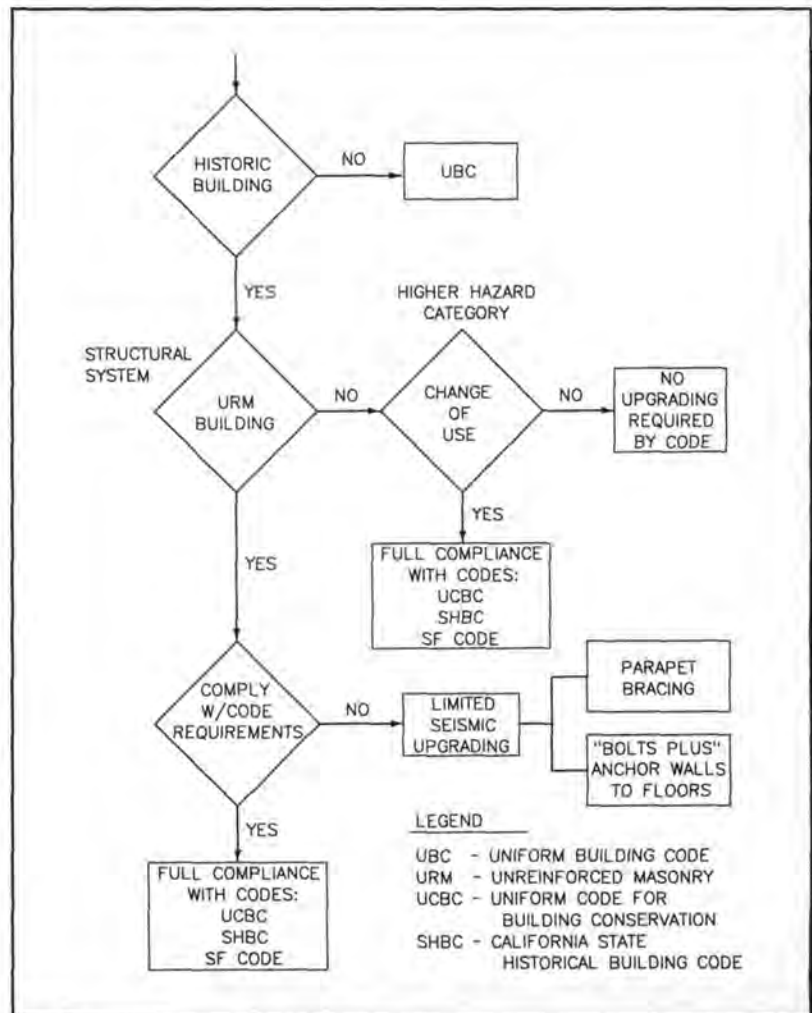 HISTORIC
BUILDING
NO
UBC
YES
STRUCTURAL
SYSTEM
HIGHER HAZARD
CATEGORY
URM
BUILDING
NO
CHANGE
OF
USE
NO
NO
UPGRADING
REQUIRED
BY CODE
YES
YES
FULL COMPLIANCE
WITH CODES:
UCBC
SHBC
SF CODE
COMPLY
W/CODE
REQUIREMENTS
NO
LIMITED
SEISMIC
UPGRADING
PARAPET
BRACING
"BOLTS PLUS"
ANCHOR WALLS
TO FLOORS
YES
FULL COMPLIANCE
WITH CODES:
UCBC
SHBC
SF CODE
LEGEND
UBC - UNIFORM BUILDING CODE
URM - UNREINFORCED MASONRY
UCBC - UNIFORM CODE FOR
BUILDING CONSERVATION
SHBC - CALIFORNIA STATE
HISTORICAL BUILDING CODE